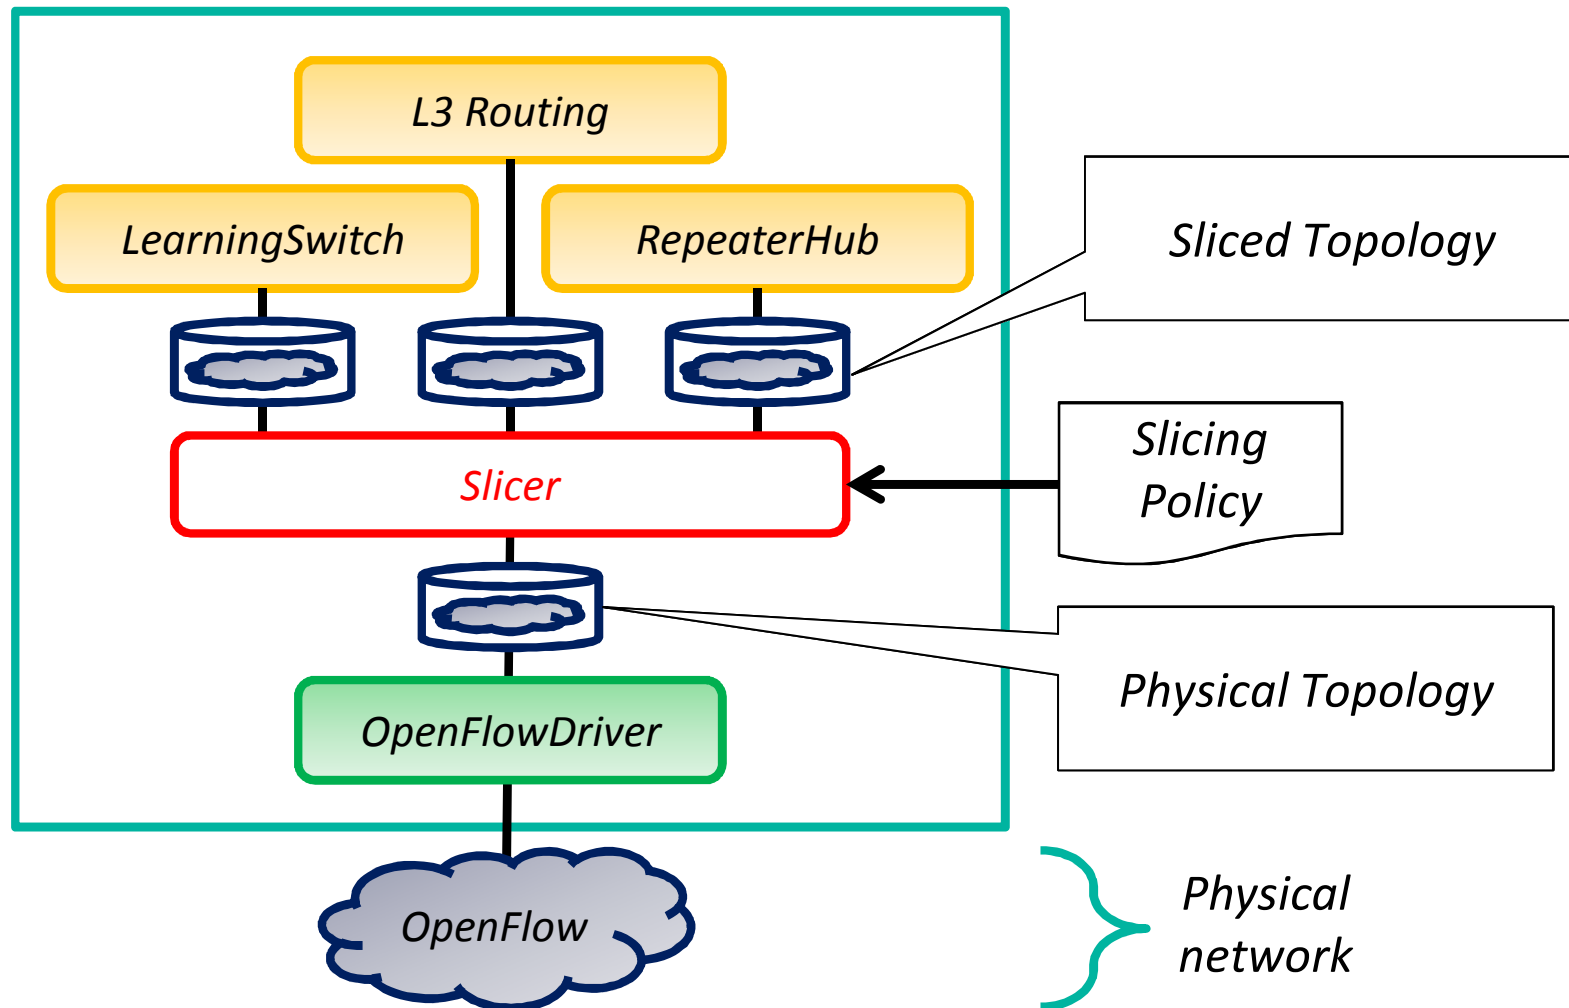 L3 Routing
LearningSwitch
RepeaterHub
Sliced Topology
Slicer
Slicing
Policy
Physical Topology
OpenFlowDriver
OpenFlow
Physical
network